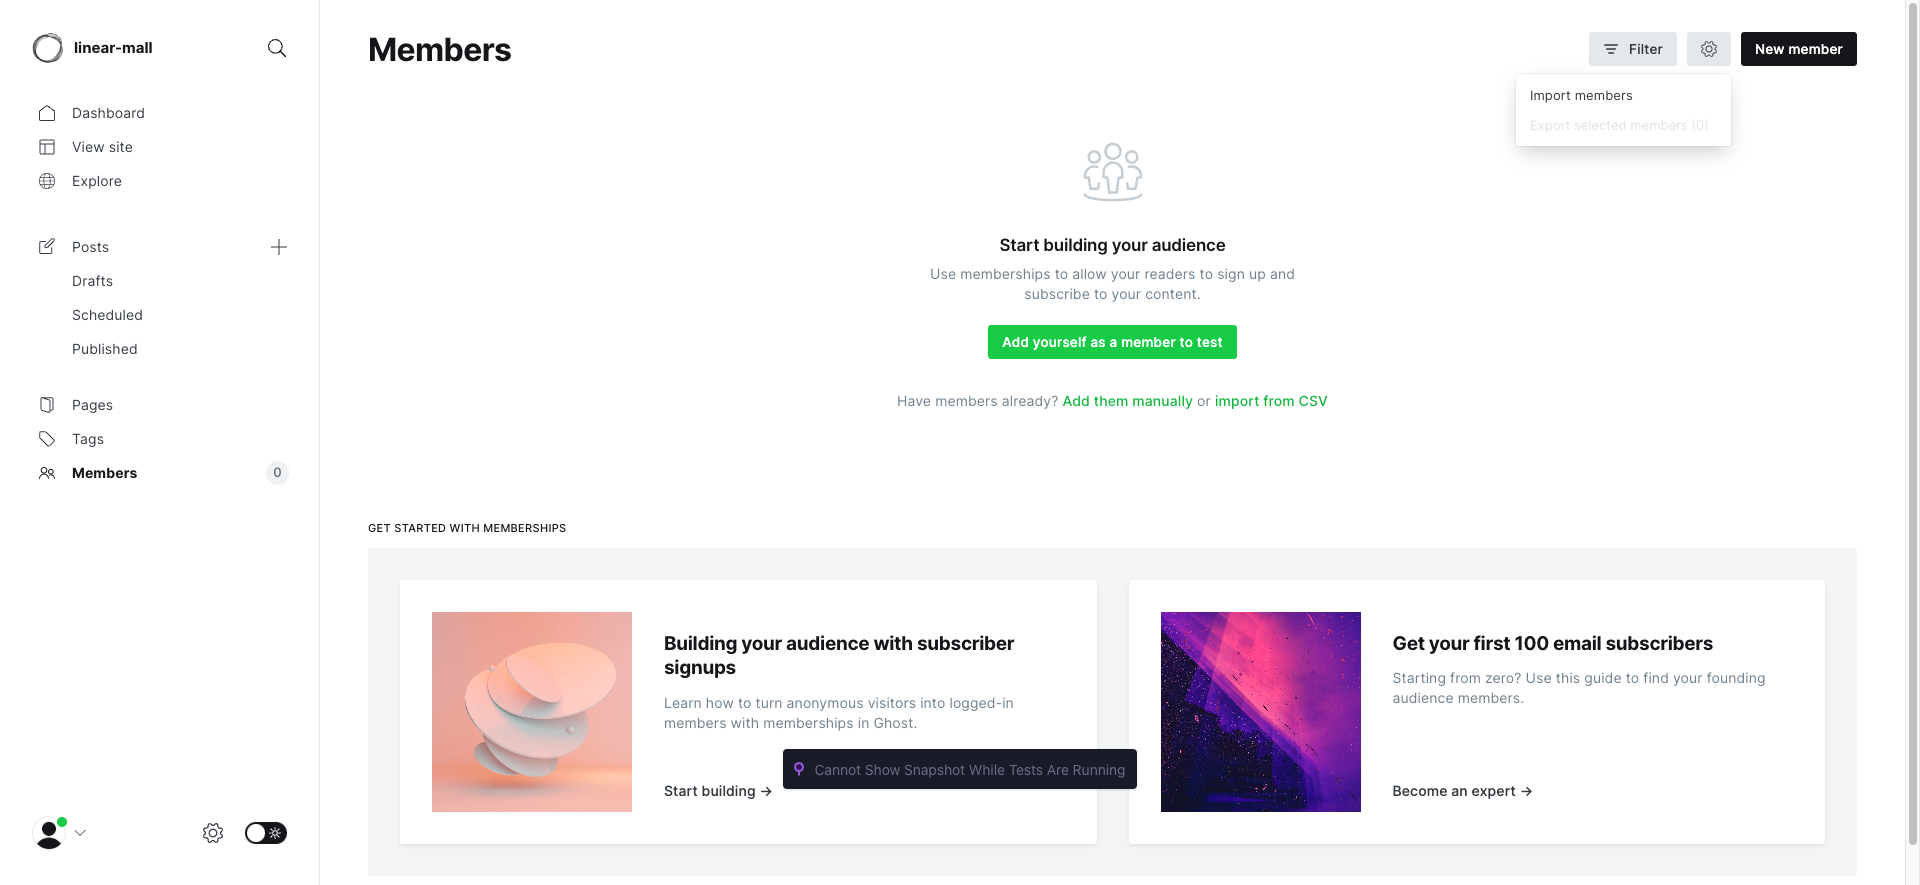 linear-mall
Dashboard
View site
Explore
Posts
Drafts
Scheduled
Published
Pages
Tags
Members
0
Members
Filter
New member
Import members
Export selected members (0)
Start building your audience
Use memberships to allow your readers to sign up and
subscribe to your content.
Add yourself as a member to test
Have members already? Add them manually or import from CSV
GET STARTED WITH MEMBERSHIPS
Building your audience with subscriber
signups
Learn how to turn anonymous visitors into logged-in
members with memberships in Ghost.
Start building →
Get your first 100 email subscribers
Starting from zero? Use this guide to find your founding
audience members.
Become an expert →
Cannot Show Snapshot While Tests Are Running